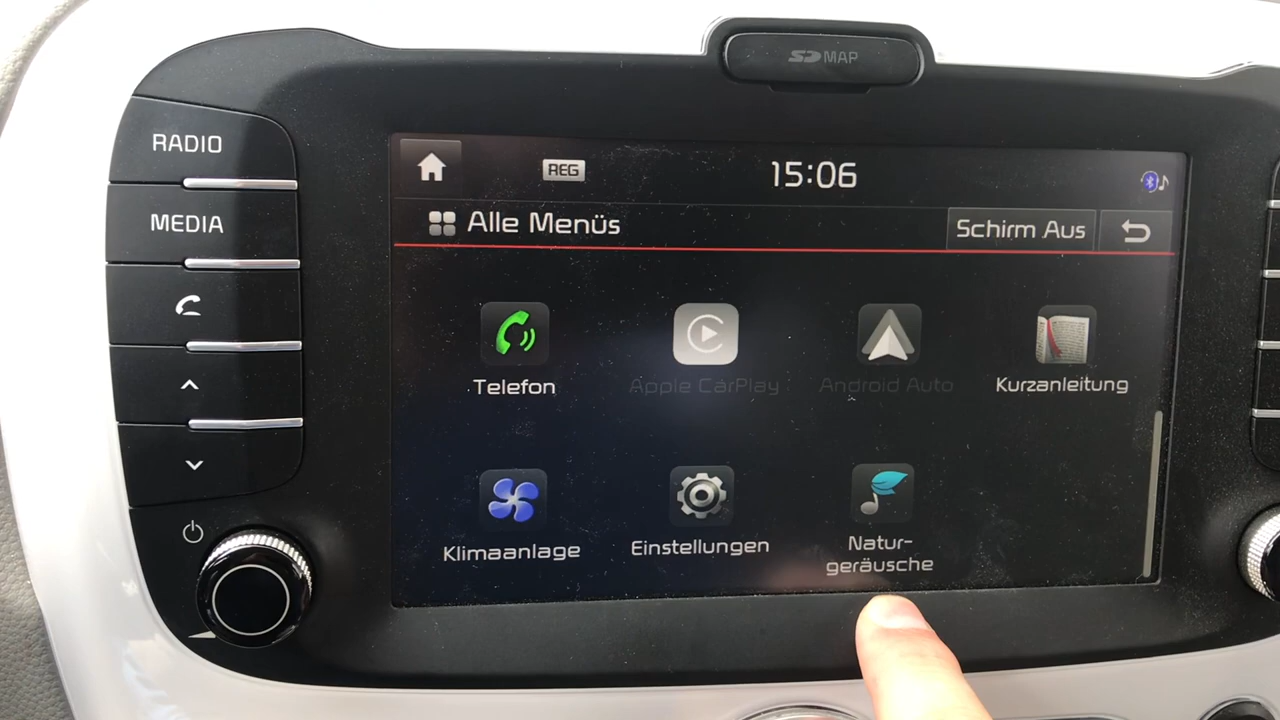 SD MAP
RADIO
MEDIA
REG
15:06
Alle Menüs
Schirm Aus
Telefon
Apple CarPlay
Android Auto
Kurzanleitung
Klimaanlage
Einstellungen
Natur-
geräusche